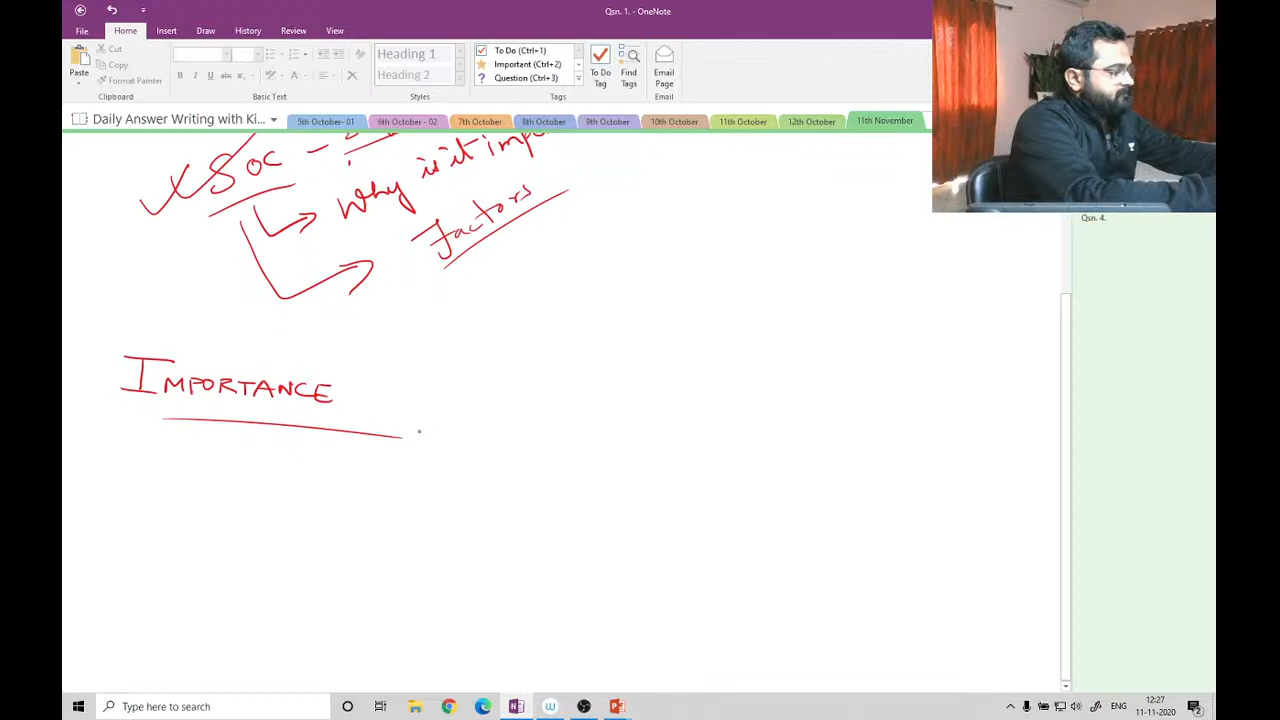 Qsn. 1. - OneNote
File Home Insert Draw History Review View
Cut
Copy
Format Painter
Paste
B I U abc
Heading 1
Heading 2
To Do (Ctrl+1)
Important (Ctrl+2)
Question (Ctrl+3)
To Do Tag
Find Tags
Email Page
Clipboard Basic Text Styles Tags Email
Daily Answer Writing with Ki... 5th October- 01 6th October - 02 7th October 8th October 9th October 10th October 11th October 12th October 11th November
Qsn. 4.
SOC -
Why is it imp
Factors
IMPORTANCE
Type here to search
ENG
12:27
11-11-2020
2